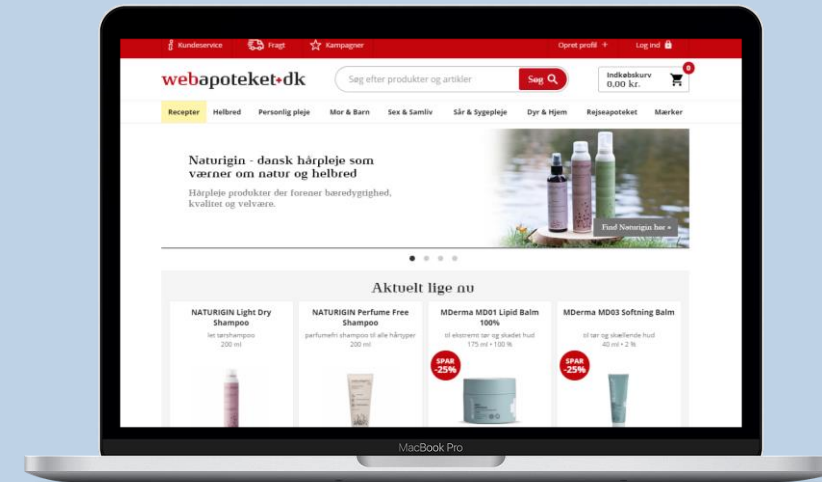 Kundeservice Fragt Kampagner Opret profil + Log ind
webapoteket•dk Søg efter produkter og artikler Søg Indkøbskurv 0
0,00 kr.
Recepter Helbred Personlig pleje Mor & Barn Sex & Samliv Sår & Sygepleje Dyr & Hjem Rejseapoteket Mærker
Naturigin - dansk hårpleje som
værner om natur og helbred
Hårpleje produkter der forener bæredygtighed,
kvalitet og velvære.
Find Naturigin her »
Aktuelt lige nu
NATURIGIN Light Dry
Shampoo
let tørshampoo
200 ml
NATURIGIN Perfume Free
Shampoo
parfumefri shampoo til alle hårtyper
200 ml
MDerma MD01 Lipid Balm
100%
til ekstremt tør og skadet hud
175 ml • 100 %
SPAR
-25%
MDerma MD03 Softning Balm
til tør og skællende hud
40 ml • 2 %
SPAR
-25%
MacBook Pro